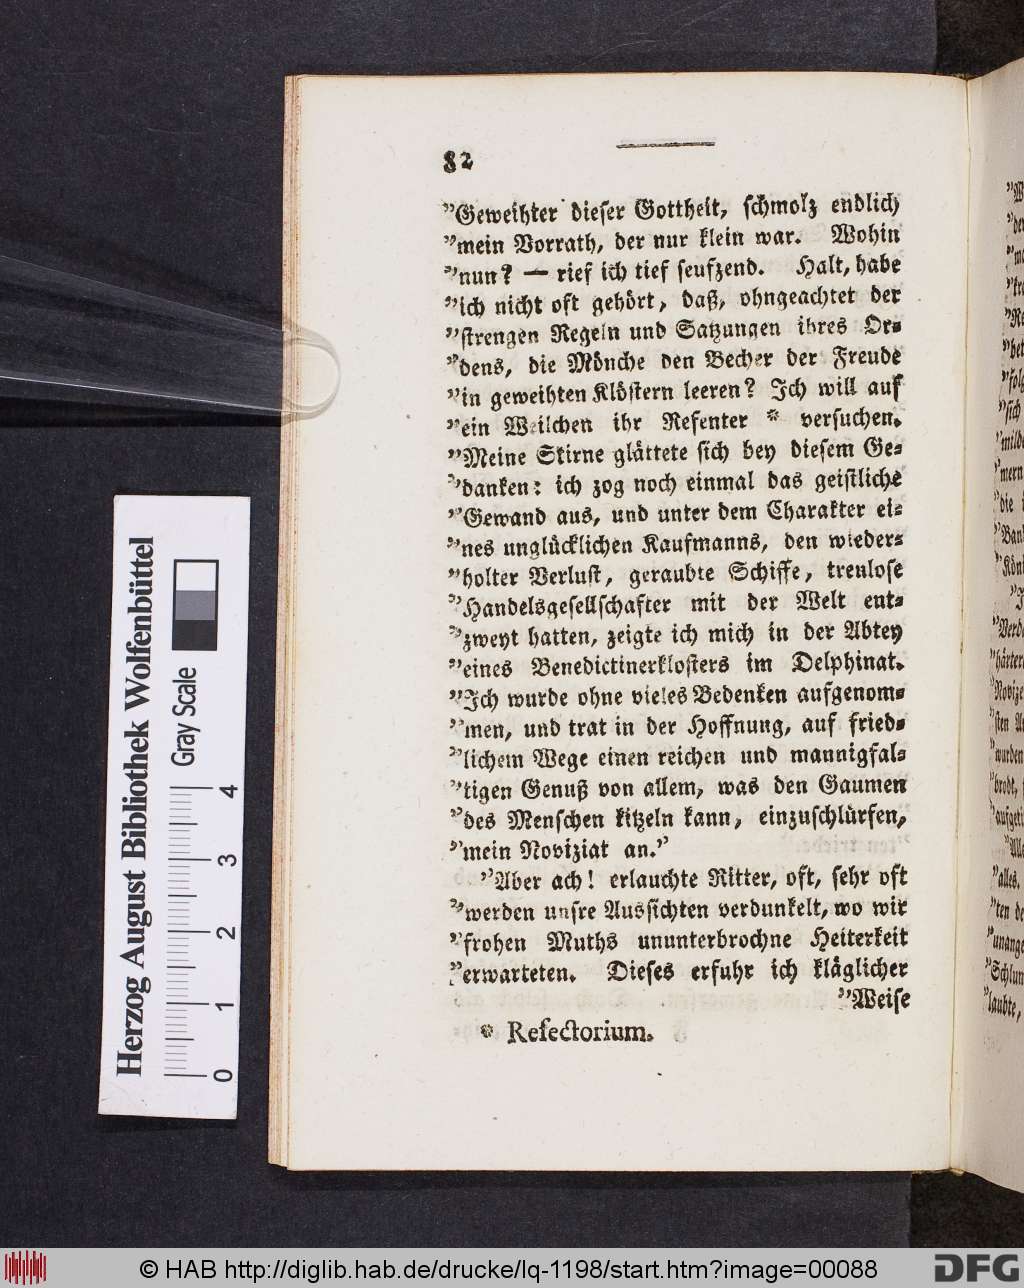 82
”Geweihter dieser Gottheit, schmolz endlich
”mein Vorrath, der nur klein war. Wohin
”nun? — rief ich tief seufzend. Halt, habe
”ich nicht oft gehört, daß, ohngeachtet der
”strengen Regeln und Satzungen ihres Or-
”dens, die Mönche den Becher der Freude
”in geweihten Klöstern leeren? Ich will auf
”ein Weilchen ihr Refenter * versuchen.
”Meine Stirne glättete sich bey diesem Ge-
”danken: ich zog noch einmal das geistliche
”Gewand aus, und unter dem Charakter ei-
”nes unglücklichen Kaufmanns, den wieder-
”holter Verlust, geraubte Schiffe, treulose
”Handelsgesellschafter mit der Welt ent-
”zweyt hatten, zeigte ich mich in der Abtey
”eines Benedictinerklosters im Delphinat.
”Ich wurde ohne vieles Bedenken aufgenom-
”men, und trat in der Hoffnung, auf fried-
”lichem Wege einen reichen und mannigfal-
”tigen Genuß von allem, was den Gaumen
”des Menschen kitzeln kann, einzuschlürfen,
”mein Noviziat an.”
”Aber ach! erlauchte Ritter, oft, sehr oft
”werden unsre Aussichten verdunkelt, wo wir
”frohen Muths ununterbrochne Heiterkeit
”erwarteten. Dieses erfuhr ich kläglicher
”Weise
* Refectorium.
Herzog August Bibliothek Wolfenbüttel
Gray Scale
0 1 2 3 4
© HAB http://diglib.hab.de/drucke/lq-1198/start.htm?image=00088
DFG